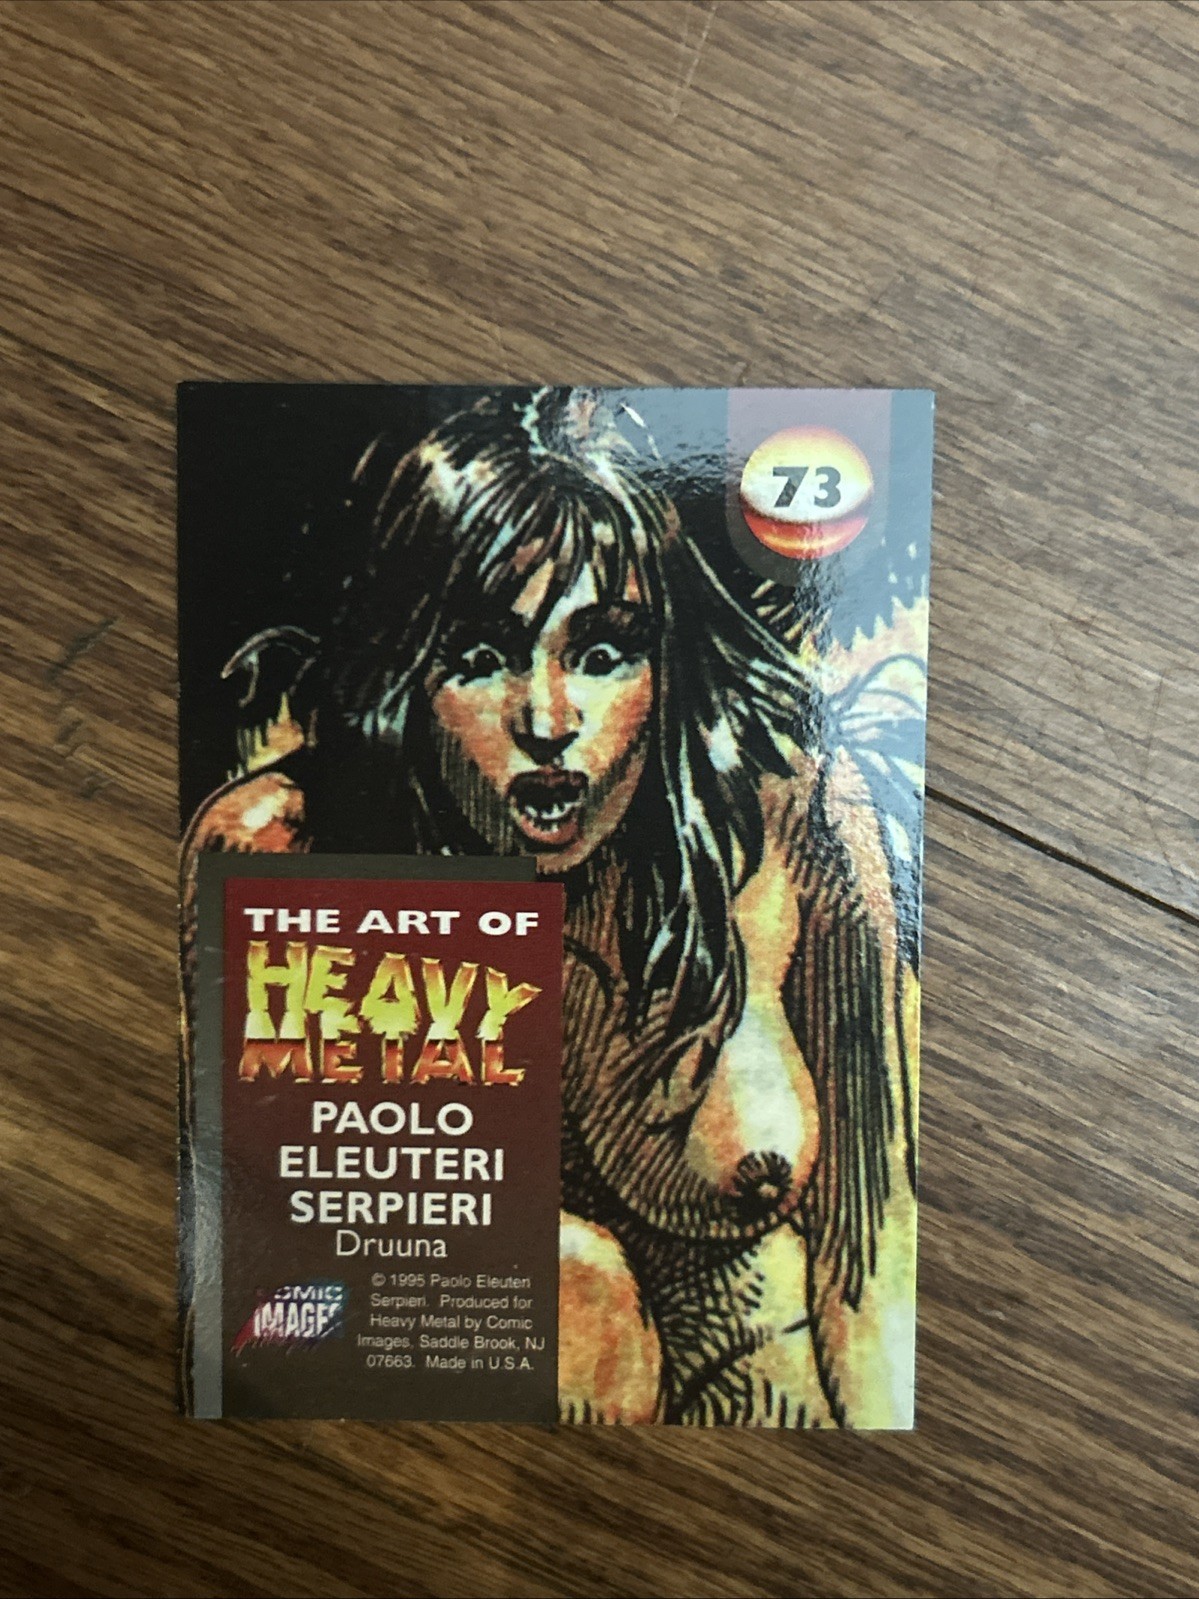 73
THE ART OF
HEAVY
METAL
PAOLO
ELEUTERI
SERPIERI
Druuna
COMIC
IMAGES
© 1995 Paolo Eleuteri
Serpieri. Produced for
Heavy Metal by Comic
Images, Saddle Brook, NJ
07663. Made in U.S.A.